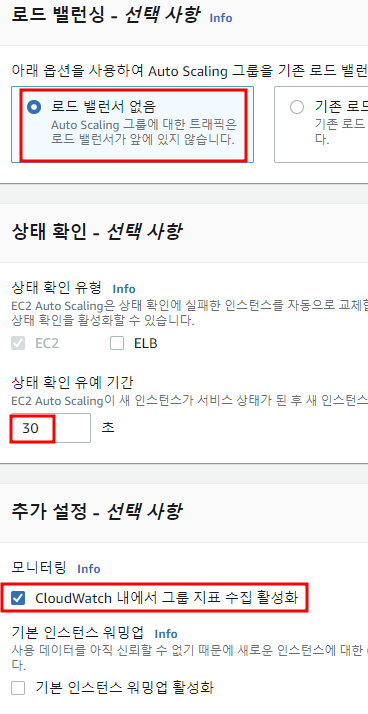 로드 밸런싱 - 선택 사항 Info
아래 옵션을 사용하여 Auto Scaling 그룹을 기존 로드 밸런
로드 밸런서 없음
Auto Scaling 그룹에 대한 트래픽은
로드 밸런서가 앞에 있지 않습니다.
기존 로드
기존 로드
다.
상태 확인 - 선택 사항
상태 확인 유형 Info
EC2 Auto Scaling은 상태 확인에 실패한 인스턴스를 자동으로 교체합
상태 확인을 활성화할 수 있습니다.
EC2 ELB
상태 확인 유예 기간
EC2 Auto Scaling이 새 인스턴스가 서비스 상태가 된 후 새 인스턴스
30 초
추가 설정 - 선택 사항
모니터링 Info
CloudWatch 내에서 그룹 지표 수집 활성화
기본 인스턴스 워밍업 Info
사용 데이터를 아직 신뢰할 수 없기 때문에 새로운 인스턴스에 대한
다.
기본 인스턴스 워밍업 활성화